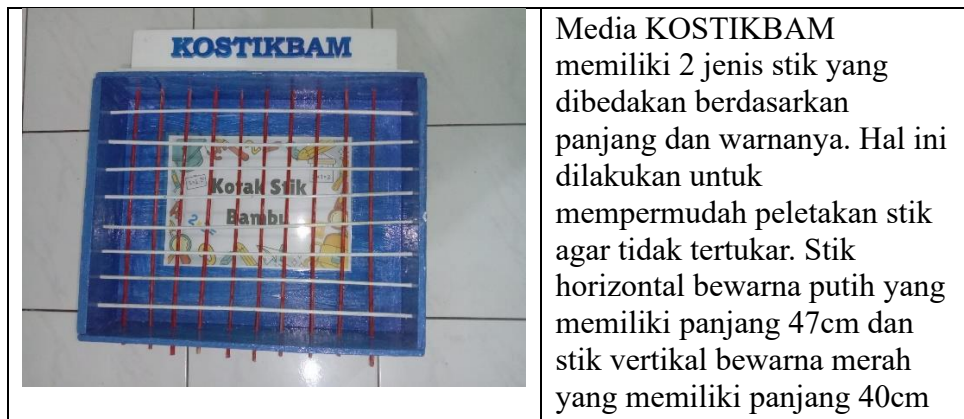 KOSTIKBAM
Kotak Stik
Bambu
Media KOSTIKBAM
memiliki 2 jenis stik yang
dibedakan berdasarkan
panjang dan warnanya. Hal ini
dilakukan untuk
mempermudah peletakan stik
agar tidak tertukar. Stik
horizontal bewarna putih yang
memiliki panjang 47cm dan
stik vertikal bewarna merah
yang memiliki panjang 40cm